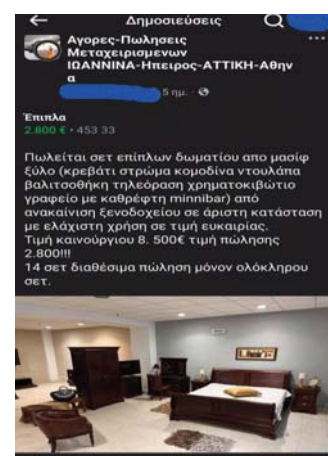 Δημοσιεύσεις
Αγορες-Πωλησεις
Μεταχειρισμενων
ΙΩΑΝΝΙΝΑ-Ηπειρος-ΑΤΤΙΚΗ-Αθην
α
5 ημ.
Έπιπλα
2.800 € • 453 33
Πωλείται σετ επίπλων δωματίου απο μασίφ
ξύλο (κρεβάτι στρώμα κομοδίνα ντουλάπα
βαλιτσοθήκη τηλεόραση χρηματοκιβώτιο
γραφείο με καθρέφτη minnibar) από
ανακαίνιση ξενοδοχείου σε άριστη κατάσταση
με ελάχιστη χρήση σε τιμή ευκαιρίας.
Τιμή καινούργιου 8. 500€ τιμή πώλησης
2.800!!!
14 σετ διαθέσιμα πώληση μόνον ολόκληρου
σετ.